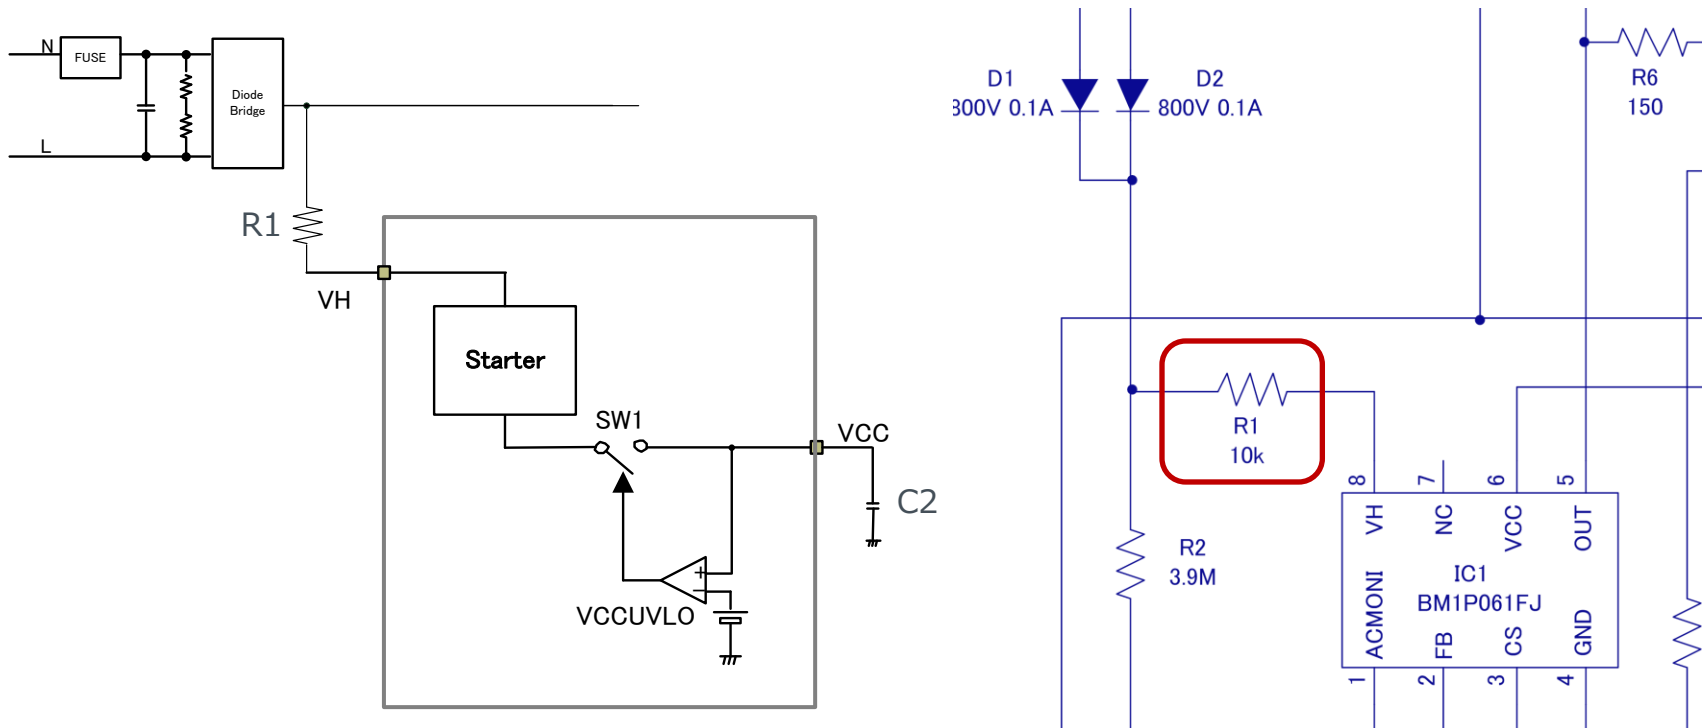 N
FUSE
Diode
Bridge
L
R1
VH
Starter
SW1
VCC
C2
VCCUVLO
+
−
D1
800V 0.1A
D2
800V 0.1A
R6
150
R1
10k
R2
3.9M
8
7
6
5
VH
NC
VCC
OUT
IC1
BM1P061FJ
ACMONI
FB
CS
GND
1
2
3
4